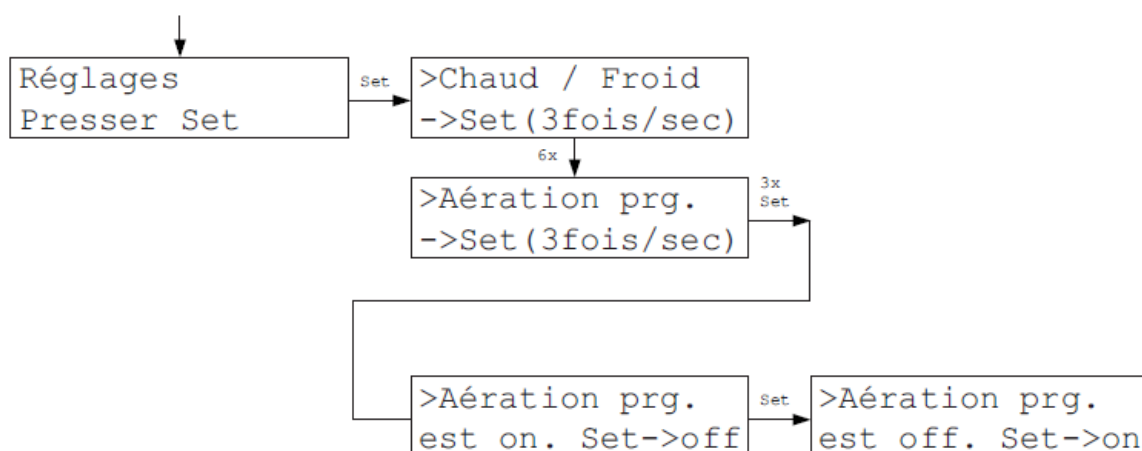 Réglages
Presser Set
Set
>Chaud / Froid
->Set(3fois/sec)
6x
>Aération prg.
->Set(3fois/sec)
3x
Set
>Aération prg.
est on. Set->off
Set
>Aération prg.
est off. Set->on